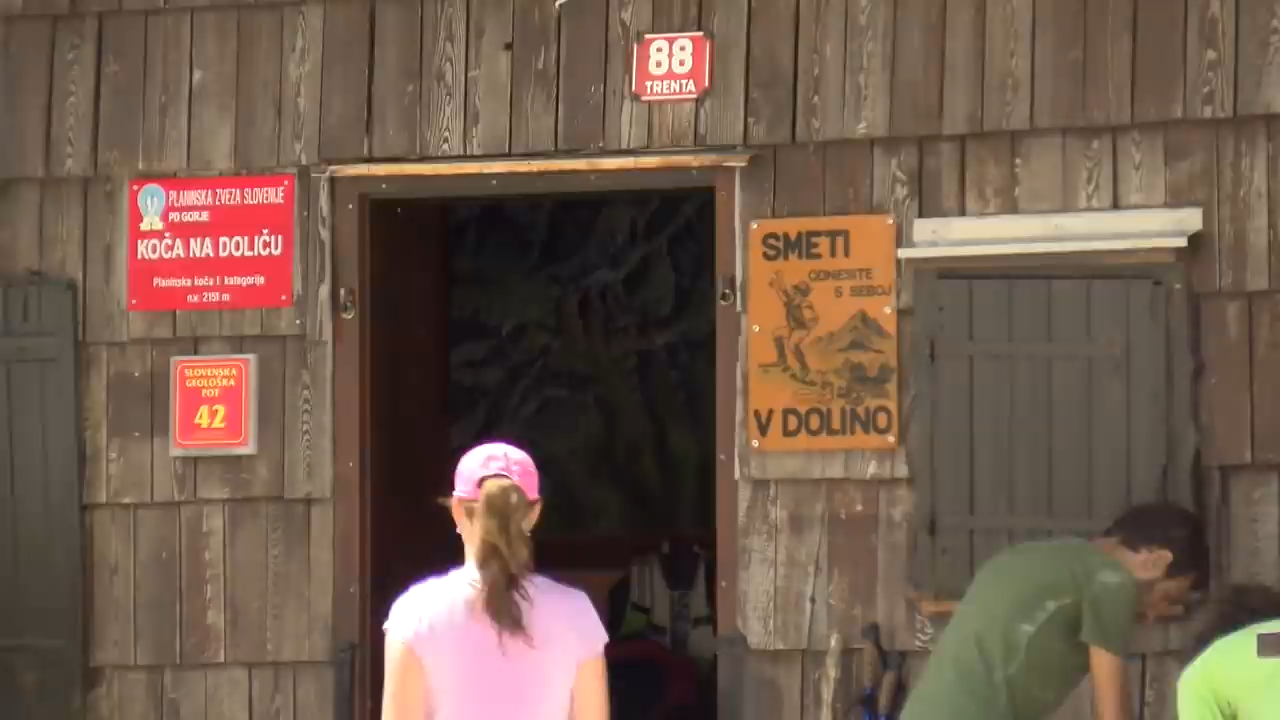 88
TRENTA
PLANINSKA ZVEZA SLOVENIJE
PD GORJE
KOČA NA DOLIČU
Planinska koča I. kategorije
n.v. 2151 m
SLOVENSKA
GEOLOŠKA
POT
42
SMETI
ODNESITE
S SEBOJ
V DOLINO